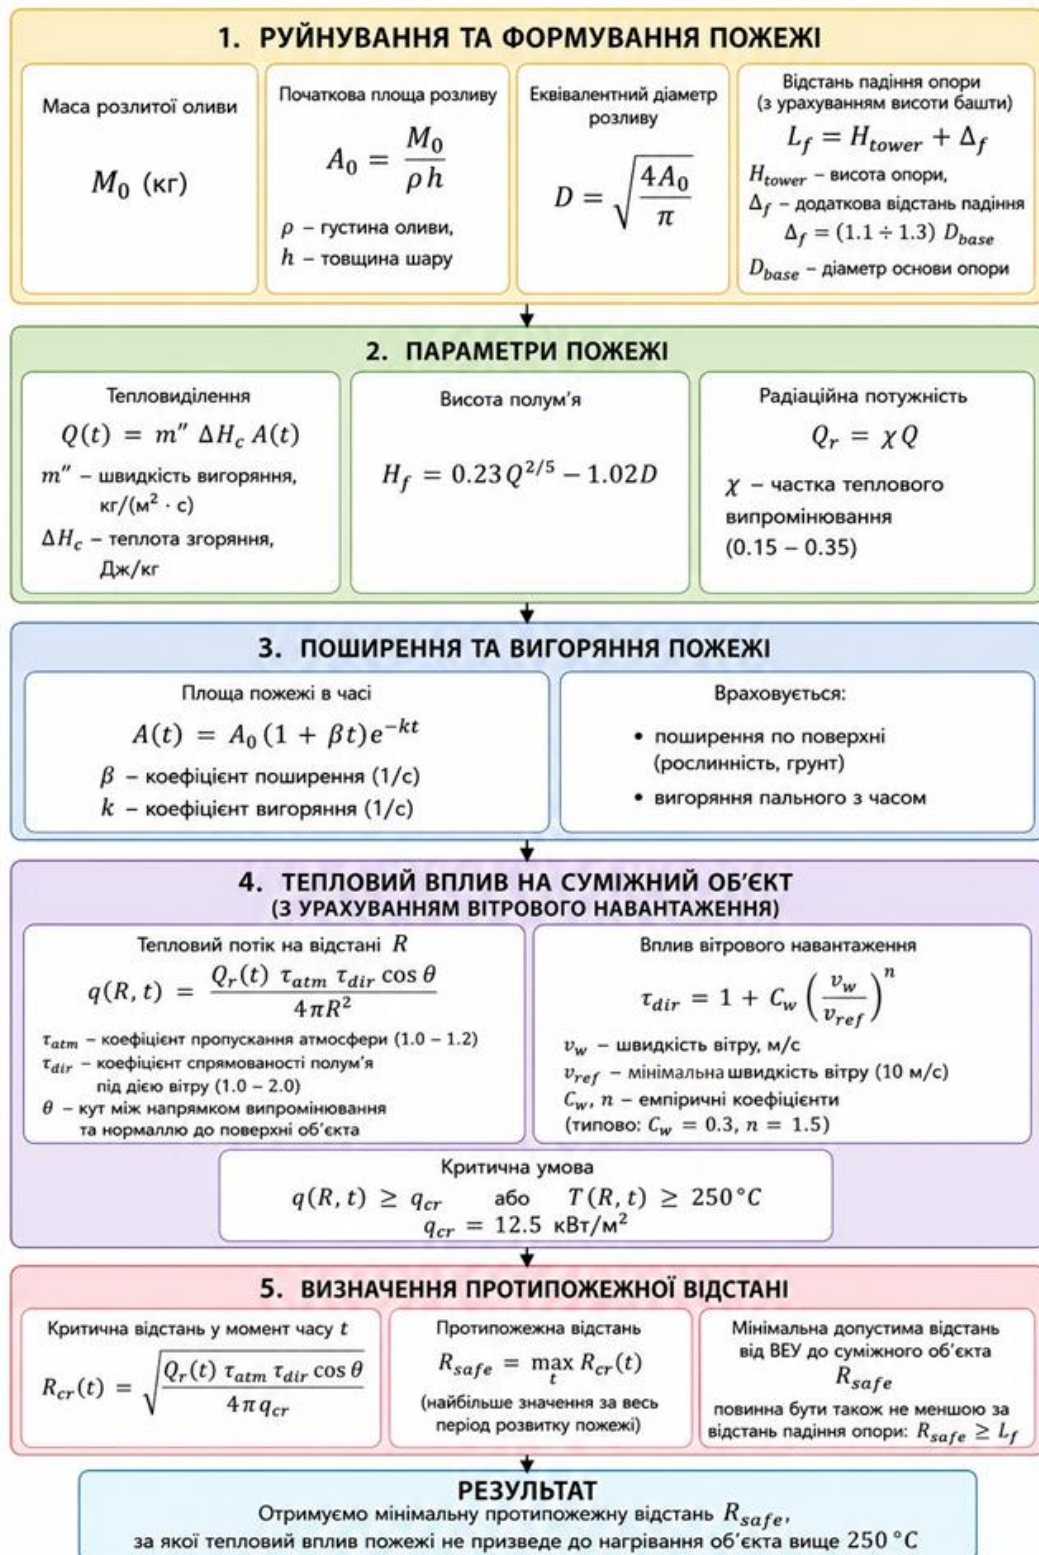 1. РУЙНУВАННЯ ТА ФОРМУВАННЯ ПОЖЕЖІ
Маса розлитої оливи
M₀ (кг)
Початкова площа розливу
A₀ = M₀ / (ρ h)
ρ – густина оливи,
h – товщина шару
Еквівалентний діаметр
розливу
D = √(4A₀ / π)
Відстань падіння опори
(з урахуванням висоти башти)
L_f = H_tower + Δ_f
H_tower – висота опори,
Δ_f – додаткова відстань падіння
Δ_f = (1.1 ÷ 1.3) D_base
D_base – діаметр основи опори
2. ПАРАМЕТРИ ПОЖЕЖІ
Тепловиділення
Q(t) = m″ ΔH_c A(t)
m″ – швидкість вигоряння,
кг/(м² · с)
ΔH_c – теплота згоряння,
Дж/кг
Висота полум’я
H_f = 0.23 Q^{2/5} − 1.02D
Радіаційна потужність
Q_r = χQ
χ – частка теплового
випромінювання
(0.15 – 0.35)
3. ПОШИРЕННЯ ТА ВИГОРЯННЯ ПОЖЕЖІ
Площа пожежі в часі
A(t) = A₀ (1 + βt)e^{−kt}
β – коефіцієнт поширення (1/с)
k – коефіцієнт вигоряння (1/с)
Враховується:
• поширення по поверхні
(рослинність, грунт)
• вигоряння пального з часом
4. ТЕПЛОВИЙ ВПЛИВ НА СУМІЖНИЙ ОБ’ЄКТ
(З УРАХУВАННЯМ ВІТРОВОГО НАВАНТАЖЕННЯ)
Тепловий потік на відстані R
q(R, t) = Q_r(t) τ_atm τ_dir cos θ / (4πR²)
τ_atm – коефіцієнт пропускання атмосфери (1.0 – 1.2)
τ_dir – коефіцієнт спрямованості полум’я
під дією вітру (1.0 – 2.0)
θ – кут між напрямком випромінювання
та нормаллю до поверхні об’єкта
Вплив вітрового навантаження
τ_dir = 1 + C_w (v_w / v_ref)^n
v_w – швидкість вітру, м/с
v_ref – мінімальна швидкість вітру (10 м/с)
C_w, n – емпіричні коефіцієнти
(типово: C_w = 0.3, n = 1.5)
Критична умова
q(R, t) ≥ q_cr або T(R, t) ≥ 250 °C
q_cr = 12.5 кВт/м²
5. ВИЗНАЧЕННЯ ПРОТИПОЖЕЖНОЇ ВІДСТАНІ
Критична відстань у момент часу t
R_cr(t) = √(Q_r(t) τ_atm τ_dir cos θ / (4π q_cr))
Протипожежна відстань
R_safe = max_t R_cr(t)
(найбільше значення за весь
період розвитку пожежі)
Мінімальна допустима відстань
від ВЕУ до суміжного об’єкта
R_safe
повинна бути також не меншою за
відстань падіння опори: R_safe ≥ L_f
РЕЗУЛЬТАТ
Отримуємо мінімальну протипожежну відстань R_safe,
за якої тепловий вплив пожежі не призведе до нагрівання об’єкта вище 250 °C